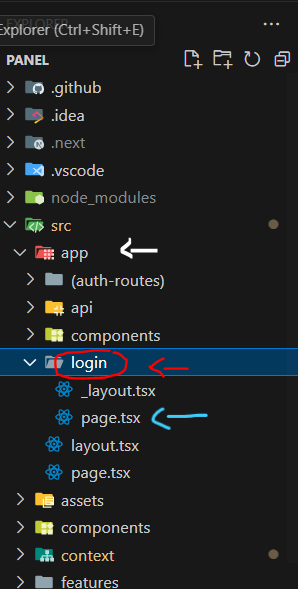 EXPLORER
Explorer (Ctrl+Shift+E)
PANEL
.github
.idea
.next
.vscode
node_modules
src
app
(auth-routes)
api
components
login
_layout.tsx
page.tsx
layout.tsx
page.tsx
assets
components
context
features